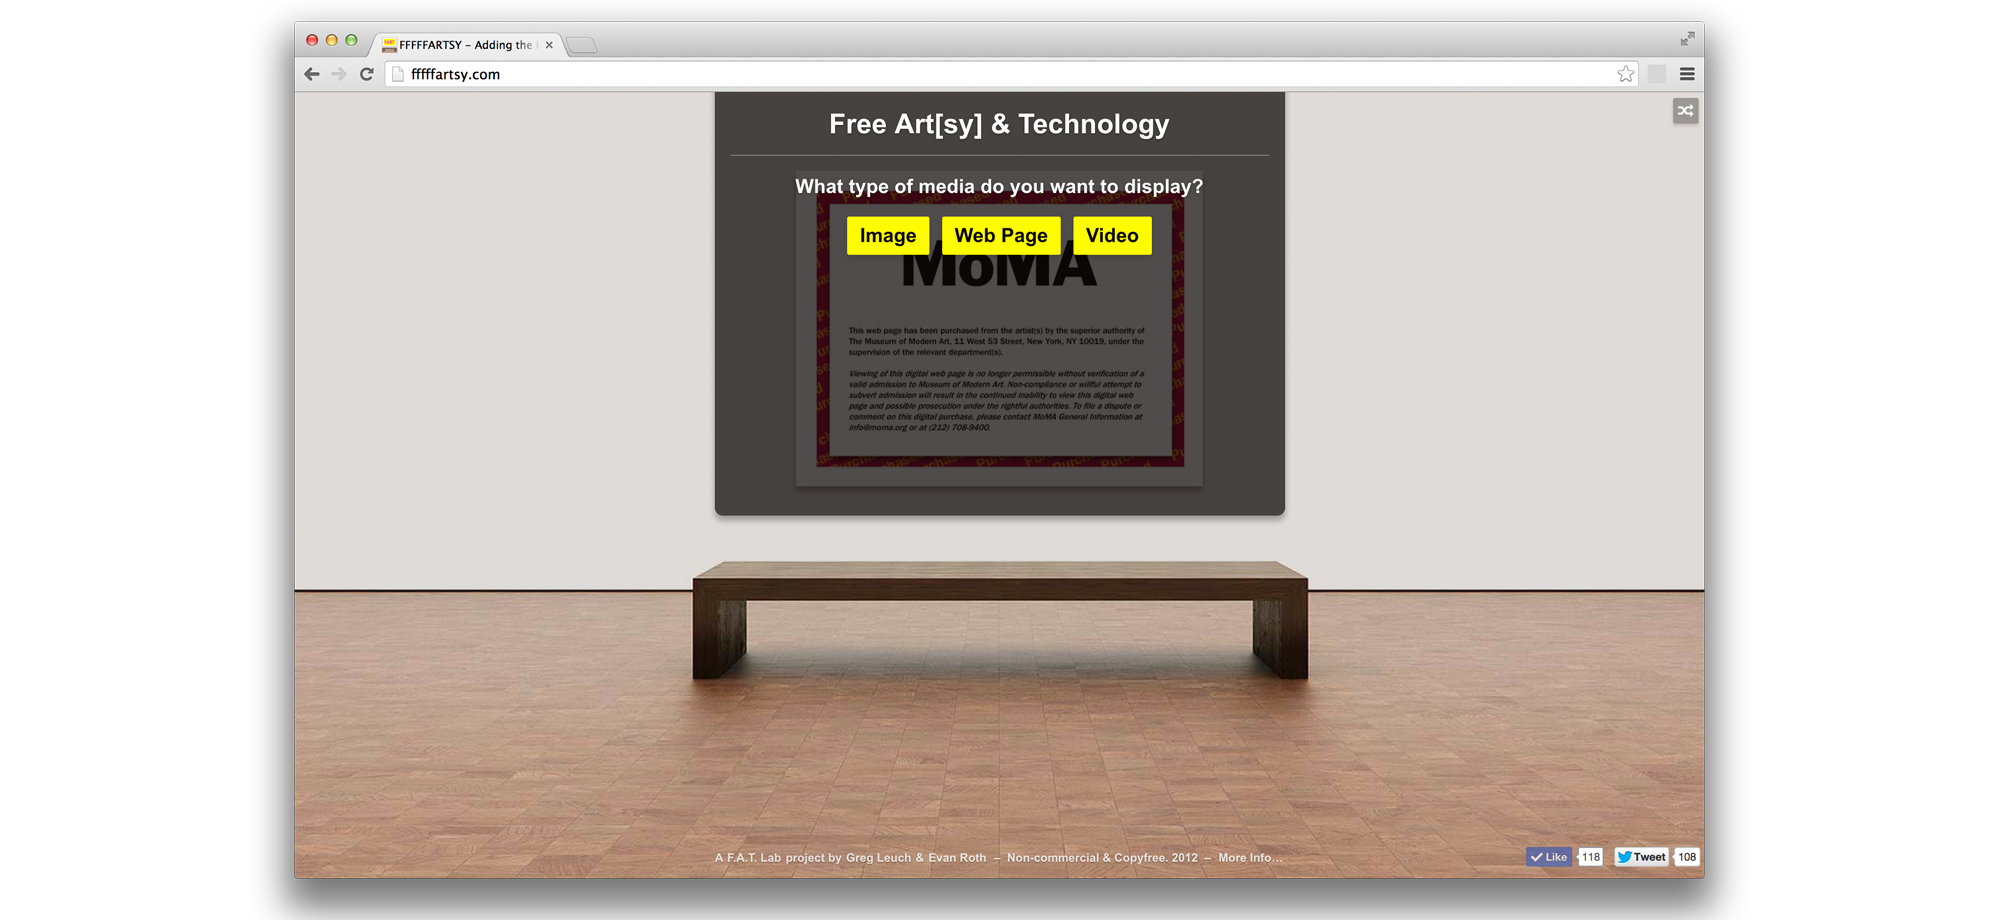 FFFFFARTSY – Adding the
fffffartsy.com
Free Art[sy] & Technology
What type of media do you want to display?
Image Web Page Video
MoMA
This web page has been purchased from the artist(s) by the superior authority of
The Museum of Modern Art, 11 West 53 Street, New York, NY 10019, under the
supervision of the relevant department(s).
Viewing of this digital web page is no longer permissible without verification of a
valid admission to Museum of Modern Art. Non-compliance or willful attempt to
subvert admission will result in the continued inability to view this digital web
page and possible prosecution under the rightful authorities. To file a dispute or
comment on this digital purchase, please contact MoMA General Information at
info@moma.org or at (212) 708-9400.
A F.A.T. Lab project by Greg Leuch & Evan Roth – Non-commercial & Copyfree. 2012 – More Info...
Like 118 Tweet 108